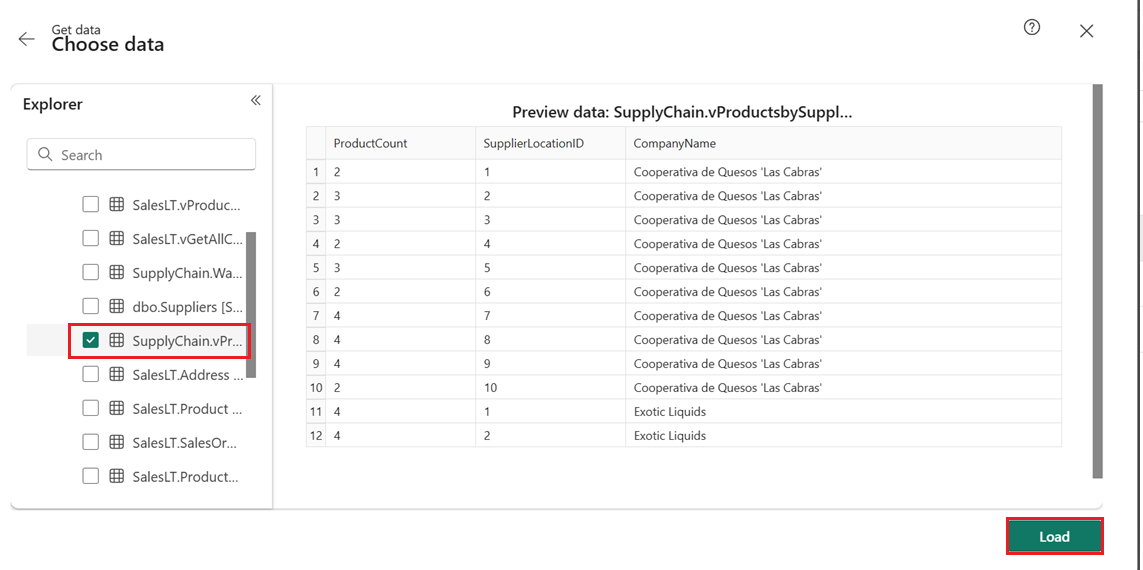 Get data
Choose data
Explorer
Search
SalesLT.vProduc...
SalesLT.vGetAllC...
SupplyChain.Wa...
dbo.Suppliers [S...
SupplyChain.vPr...
SalesLT.Address ...
SalesLT.Product ...
SalesLT.SalesOr...
SalesLT.Product...
Preview data: SupplyChain.vProductsbySuppl...
ProductCount SupplierLocationID CompanyName
1 2 1 Cooperativa de Quesos 'Las Cabras'
2 3 2 Cooperativa de Quesos 'Las Cabras'
3 3 3 Cooperativa de Quesos 'Las Cabras'
4 2 4 Cooperativa de Quesos 'Las Cabras'
5 3 5 Cooperativa de Quesos 'Las Cabras'
6 2 6 Cooperativa de Quesos 'Las Cabras'
7 4 7 Cooperativa de Quesos 'Las Cabras'
8 4 8 Cooperativa de Quesos 'Las Cabras'
9 4 9 Cooperativa de Quesos 'Las Cabras'
10 2 10 Cooperativa de Quesos 'Las Cabras'
11 4 1 Exotic Liquids
12 4 2 Exotic Liquids
Load